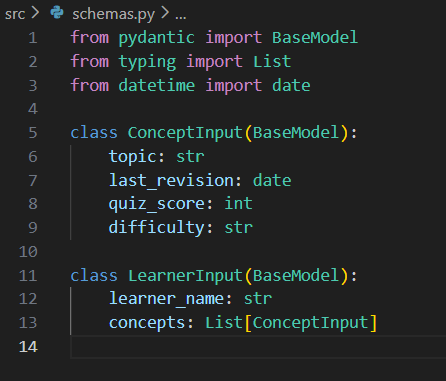 src > schemas.py > ...
1 from pydantic import BaseModel
2 from typing import List
3 from datetime import date
4
5 class ConceptInput(BaseModel):
6     topic: str
7     last_revision: date
8     quiz_score: int
9     difficulty: str
10
11 class LearnerInput(BaseModel):
12     learner_name: str
13     concepts: List[ConceptInput]
14